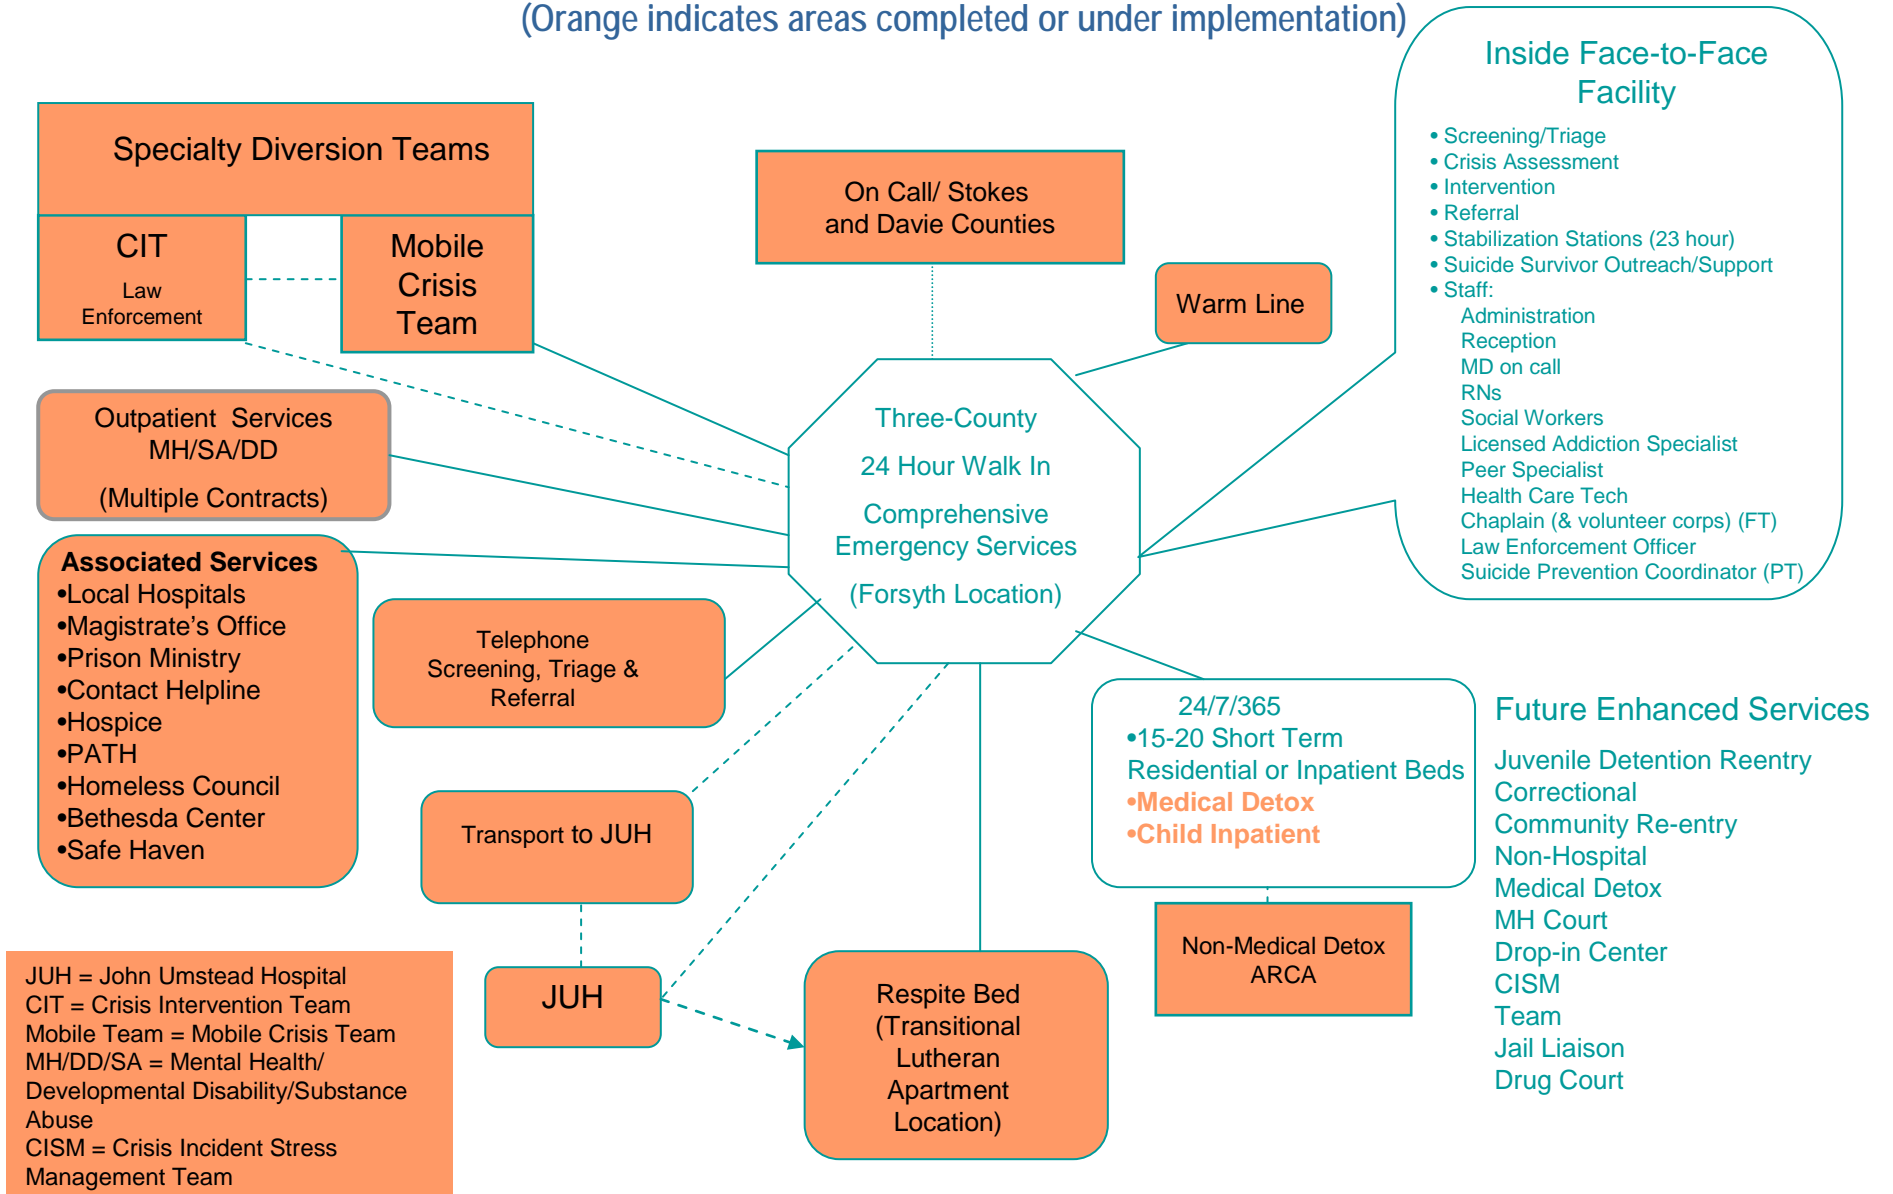 (Orange indicates areas completed or under implementation)
Specialty Diversion Teams
CIT
Law
Enforcement
Mobile
Crisis
Team
On Call/ Stokes
and Davie Counties
Warm Line
Inside Face-to-Face
Facility
• Screening/Triage
• Crisis Assessment
• Intervention
• Referral
• Stabilization Stations (23 hour)
• Suicide Survivor Outreach/Support
• Staff:
Administration
Reception
MD on call
RNs
Social Workers
Licensed Addiction Specialist
Peer Specialist
Health Care Tech
Chaplain (& volunteer corps) (FT)
Law Enforcement Officer
Suicide Prevention Coordinator (PT)
Outpatient Services
MH/SA/DD
(Multiple Contracts)
Three-County
24 Hour Walk In
Comprehensive
Emergency Services
(Forsyth Location)
Associated Services
•Local Hospitals
•Magistrate’s Office
•Prison Ministry
•Contact Helpline
•Hospice
•PATH
•Homeless Council
•Bethesda Center
•Safe Haven
Telephone
Screening, Triage &
Referral
Transport to JUH
JUH
Respite Bed
(Transitional
Lutheran
Apartment
Location)
24/7/365
•15-20 Short Term
Residential or Inpatient Beds
•Medical Detox
•Child Inpatient
Non-Medical Detox
ARCA
Future Enhanced Services
Juvenile Detention Reentry
Correctional
Community Re-entry
Non-Hospital
Medical Detox
MH Court
Drop-in Center
CISM
Team
Jail Liaison
Drug Court
JUH = John Umstead Hospital
CIT = Crisis Intervention Team
Mobile Team = Mobile Crisis Team
MH/DD/SA = Mental Health/
Developmental Disability/Substance
Abuse
CISM = Crisis Incident Stress
Management Team